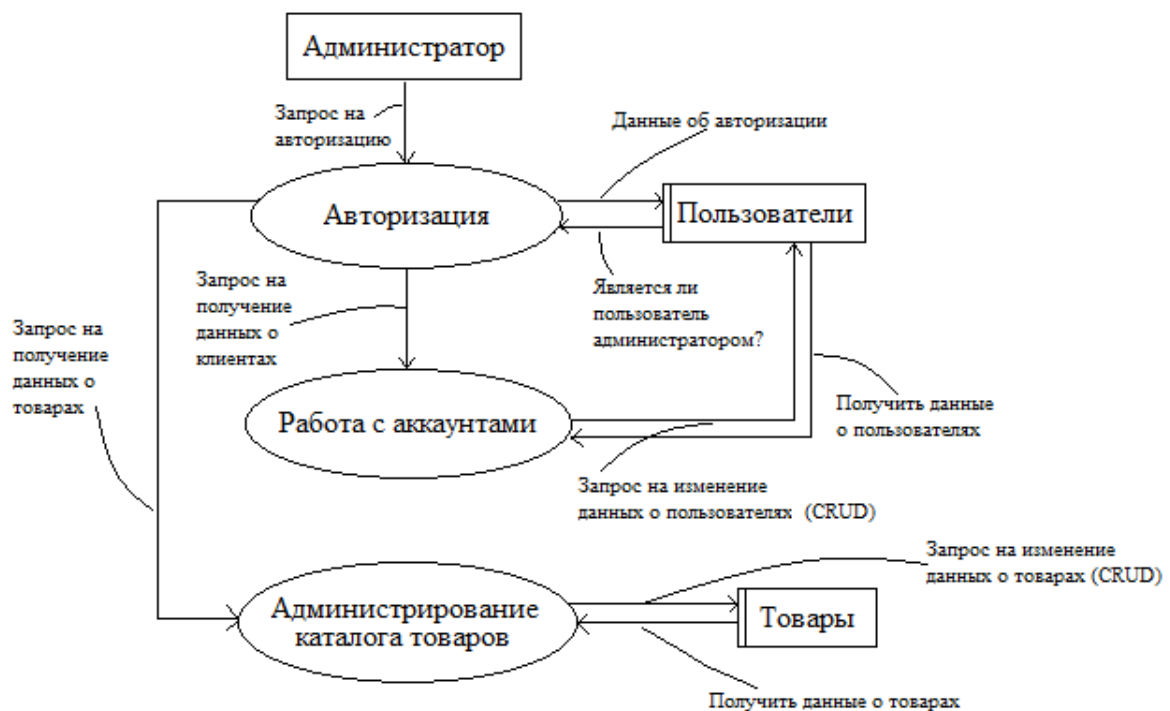 Администратор
Запрос на
авторизацию
Данные об авторизации
Авторизация
Пользователи
Запрос на
получение
данных о
клиентах
Является ли
пользователь
администратором?
Запрос на
получение
данных о
товарах
Работа с аккаунтами
Получить данные
о пользователях
Запрос на изменение
данных о пользователях (CRUD)
Запрос на изменение
данных о товарах (CRUD)
Администрирование
каталога товаров
Товары
Получить данные о товарах